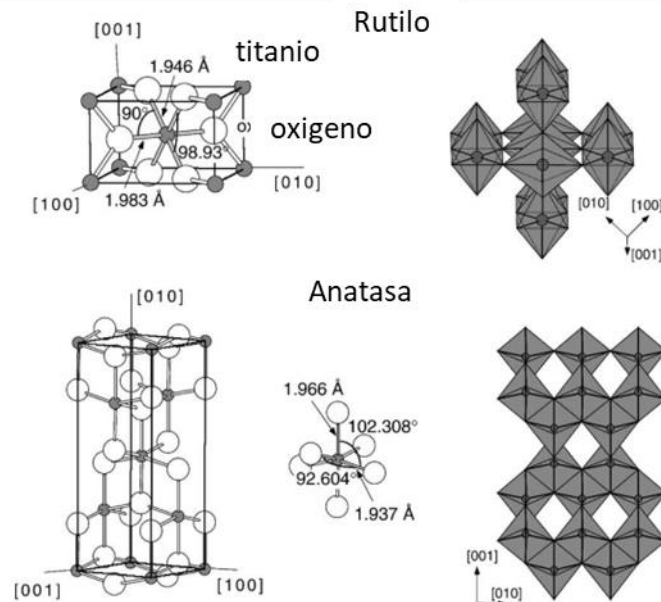 Rutilo
[001]
titanio
1.946 Å
90°
oxigeno
98.93°
[010]
[100]
1.983 Å
[010]
[100]
[001]
Anatasa
[010]
1.966 Å
102.308°
92.604°
1.937 Å
[001]
[100]
[001]
[010]